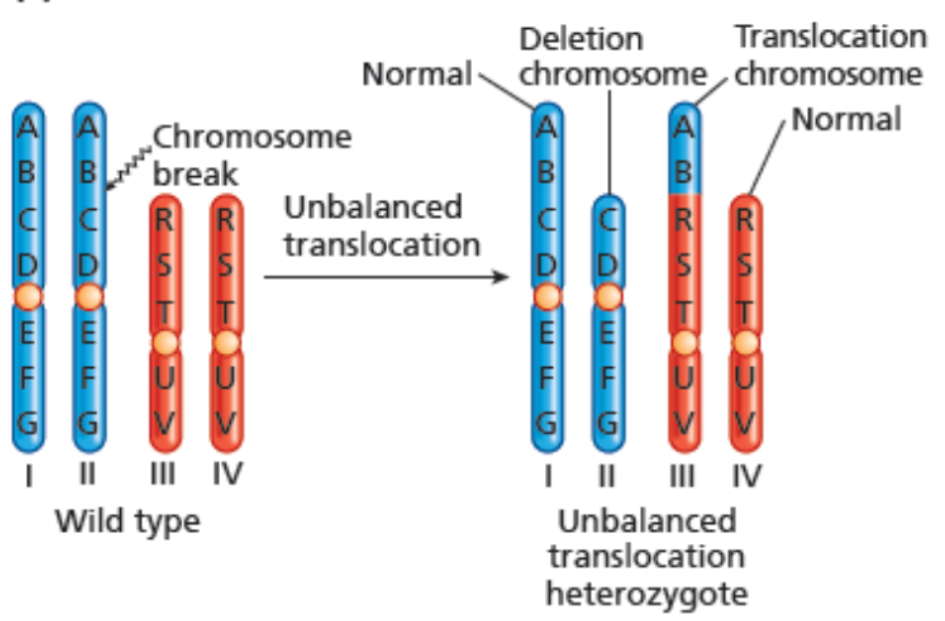 Deletion
chromosome
Translocation
chromosome
Normal
Normal
Chromosome
break
Unbalanced
translocation
A A A A
B B B B
C C R R C C R R
D D S S D D S S
T T T T
E E E E
F F U U F F U U
G G V V G G V V
I II III IV I II III IV
Wild type
Unbalanced
translocation
heterozygote